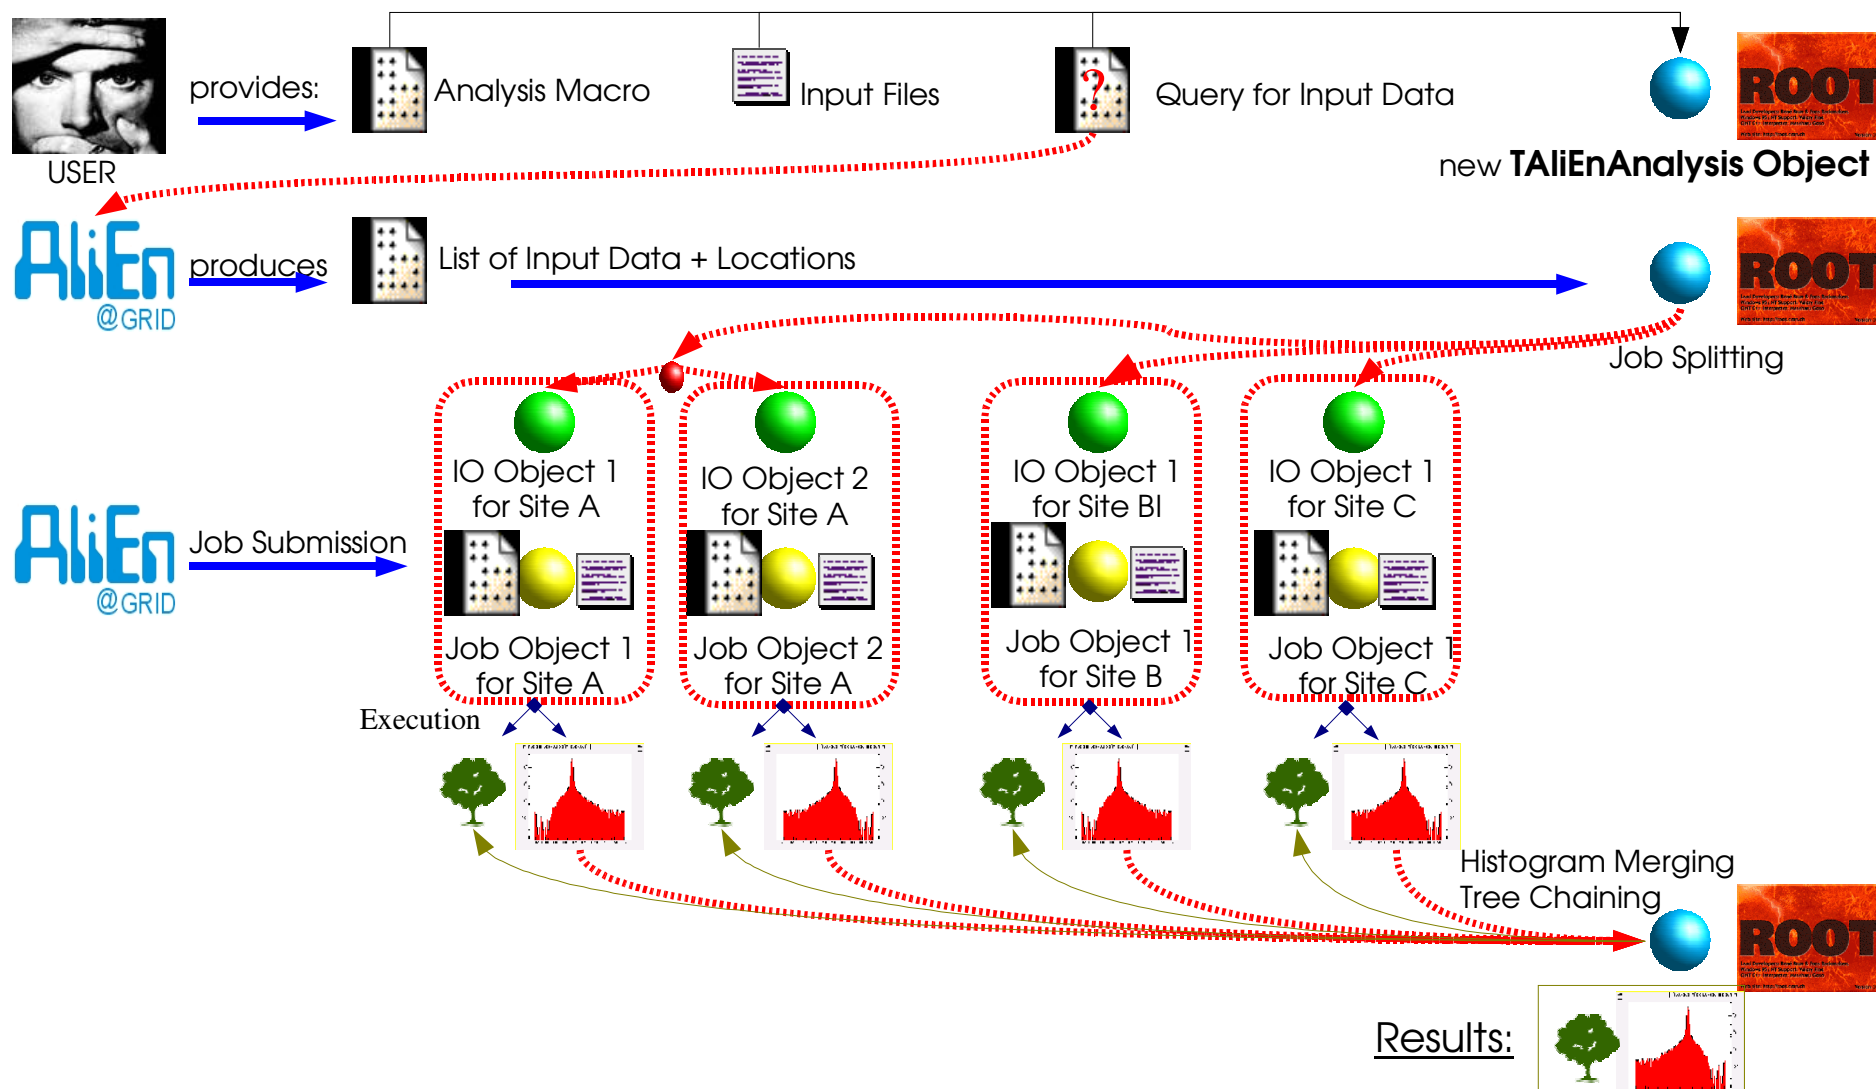 provides:
Analysis Macro
Input Files
Query for Input Data
ROOT
USER
new TAliEnAnalysis Object
AliEn
@GRID
produces
List of Input Data + Locations
ROOT
Job Splitting
IO Object 1
for Site A
IO Object 2
for Site A
IO Object 1
for Site BI
IO Object 1
for Site C
AliEn
@GRID
Job Submission
Job Object 1
for Site A
Job Object 2
for Site A
Job Object 1
for Site B
Job Object 1
for Site C
Execution
Histogram Merging
Tree Chaining
ROOT
Results: